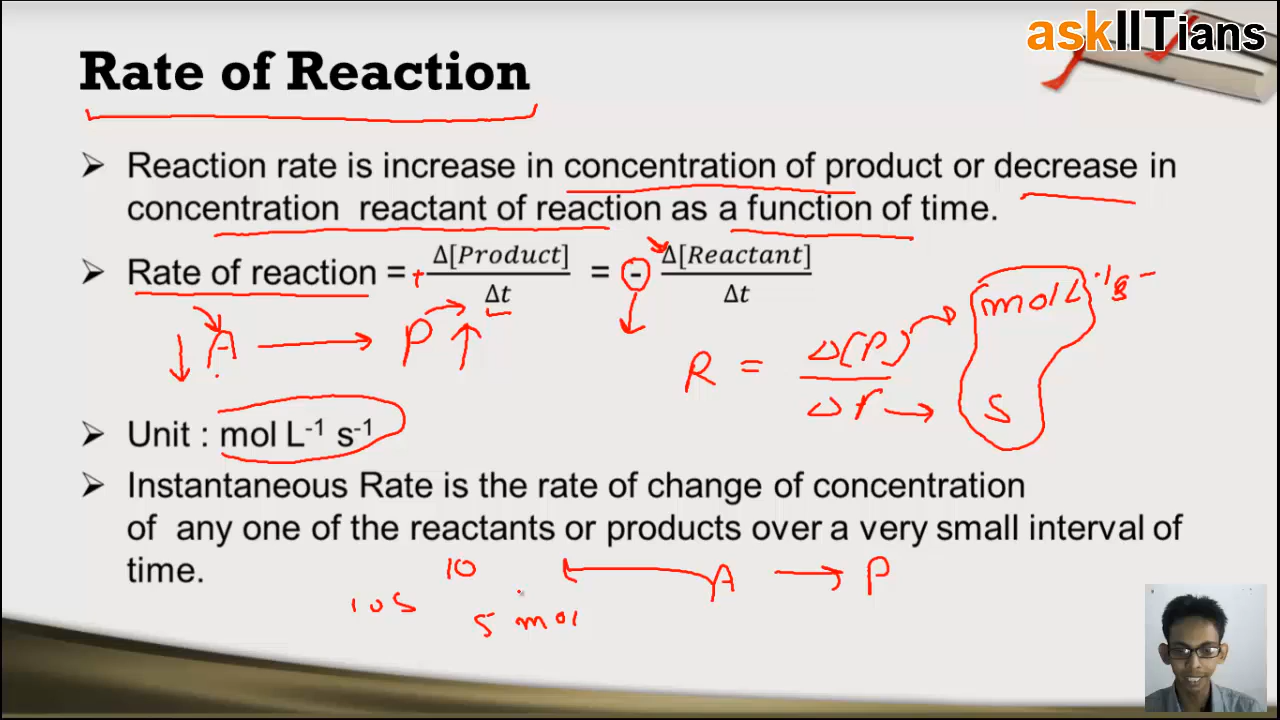 askIITians
Rate of Reaction
➢ Reaction rate is increase in concentration of product or decrease in
concentration reactant of reaction as a function of time.
➢ Rate of reaction = + Δ[Product]/Δt = - Δ[Reactant]/Δt
A → P ↑
R = Δ[P]/Δt → mol L⁻¹ / s
➢ Unit : mol L⁻¹ s⁻¹
➢ Instantaneous Rate is the rate of change of concentration
of any one of the reactants or products over a very small interval of
time.
10 A → P
10s 5 mol